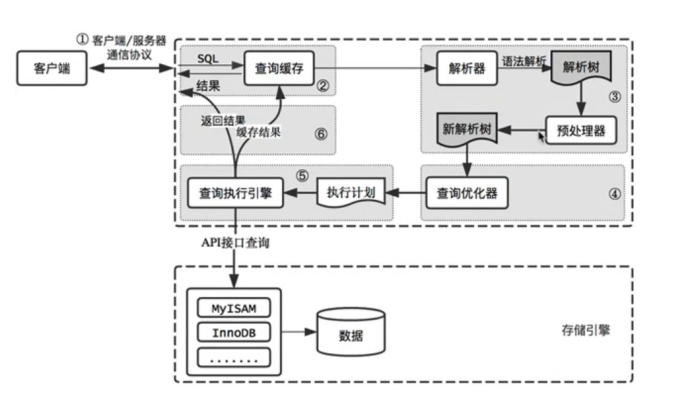 ① 客户端/服务器
通信协议
客户端
SQL
结果
查询缓存
②
解析器
语法解析
解析树
③
新解析树
预处理器
返回结果
缓存结果
⑥
查询执行引擎
⑤
执行计划
查询优化器
④
API接口查询
MyISAM
InnoDB
.......
数据
存储引擎